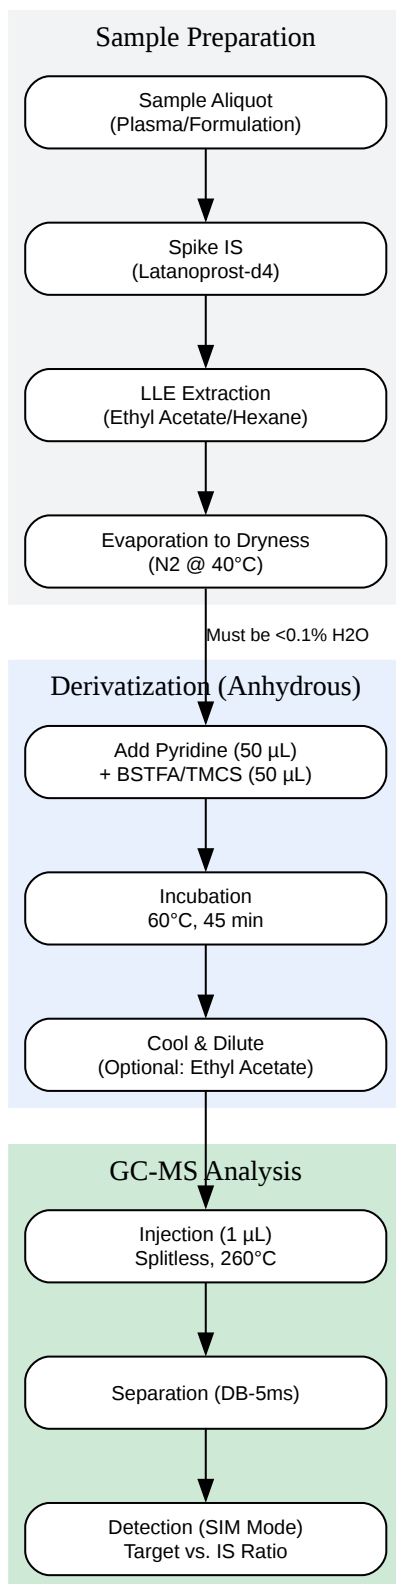 Sample Preparation
Sample Aliquot
(Plasma/Formulation)
Spike IS
(Latanoprost-d4)
LLE Extraction
(Ethyl Acetate/Hexane)
Evaporation to Dryness
(N2 @ 40°C)
Must be <0.1% H2O
Derivatization (Anhydrous)
Add Pyridine (50 µL)
+ BSTFA/TMCS (50 µL)
Incubation
60°C, 45 min
Cool & Dilute
(Optional: Ethyl Acetate)
GC-MS Analysis
Injection (1 µL)
Splitless, 260°C
Separation (DB-5ms)
Detection (SIM Mode)
Target vs. IS Ratio